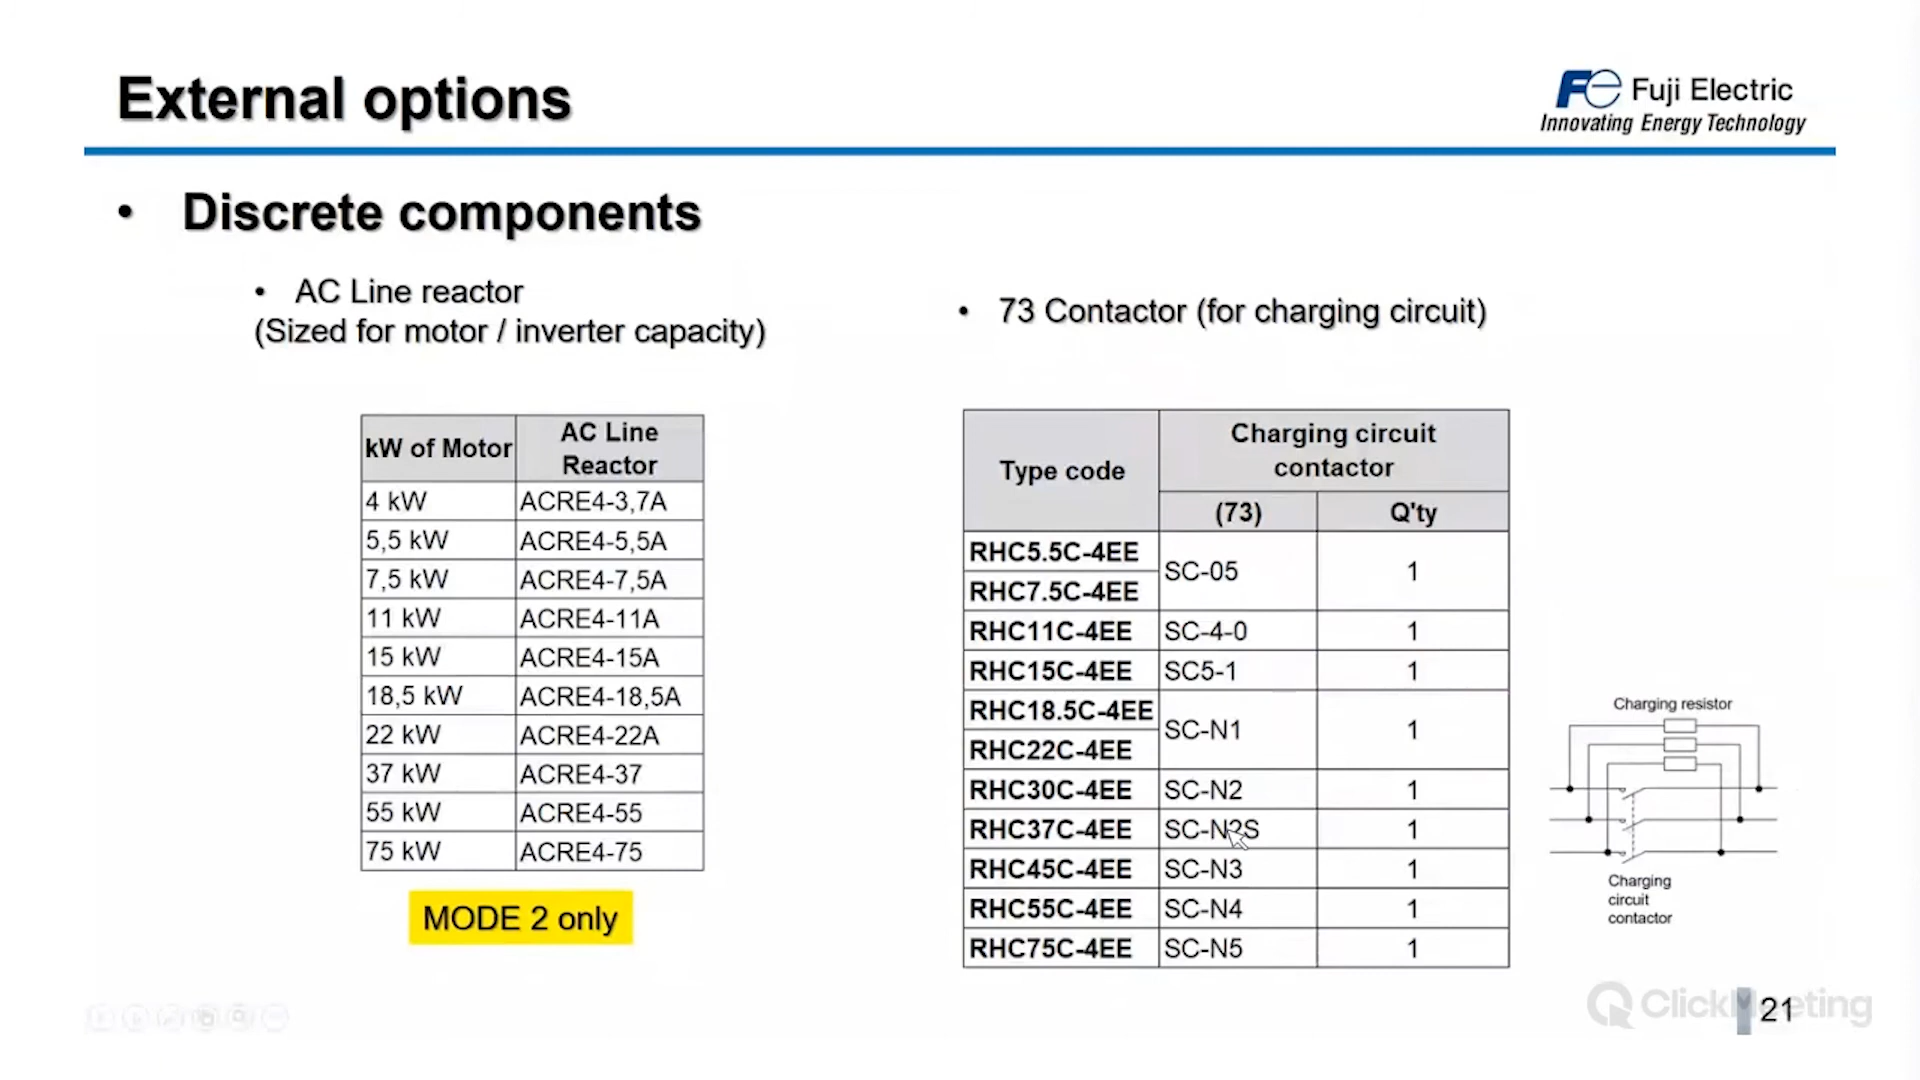 External options
Fe Fuji Electric
Innovating Energy Technology
• Discrete components
• AC Line reactor
(Sized for motor / inverter capacity)
kW of Motor AC Line Reactor
4 kW ACRE4-3,7A
5,5 kW ACRE4-5,5A
7,5 kW ACRE4-7,5A
11 kW ACRE4-11A
15 kW ACRE4-15A
18,5 kW ACRE4-18,5A
22 kW ACRE4-22A
37 kW ACRE4-37
55 kW ACRE4-55
75 kW ACRE4-75
MODE 2 only
• 73 Contactor (for charging circuit)
Type code Charging circuit contactor
(73) Q'ty
RHC5.5C-4EE SC-05 1
RHC7.5C-4EE
RHC11C-4EE SC-4-0 1
RHC15C-4EE SC5-1 1
RHC18.5C-4EE SC-N1 1
RHC22C-4EE
RHC30C-4EE SC-N2 1
RHC37C-4EE SC-N2S 1
RHC45C-4EE SC-N3 1
RHC55C-4EE SC-N4 1
RHC75C-4EE SC-N5 1
Charging resistor
Charging
circuit
contactor
ClickMeeting
21